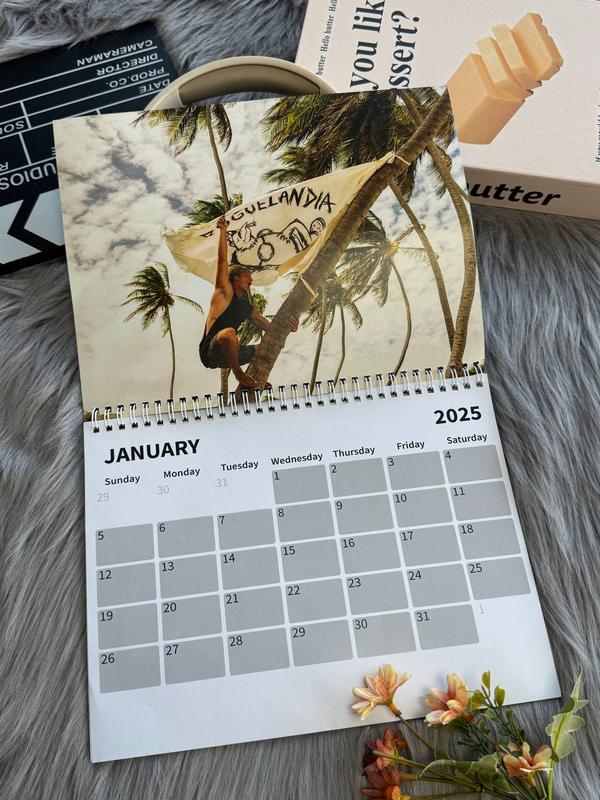 CAMERAMAN
DIRECTOR
PROD.CO.
DATE
Hello butter
you lik
ssert?
utter
GUELANDIA
2025
JANUARY
Sunday Monday Tuesday Wednesday Thursday Friday Saturday
29 30 31 1 2 3 4
5 6 7 8 9 10 11
12 13 14 15 16 17 18
19 20 21 22 23 24 25
26 27 28 29 30 31 1